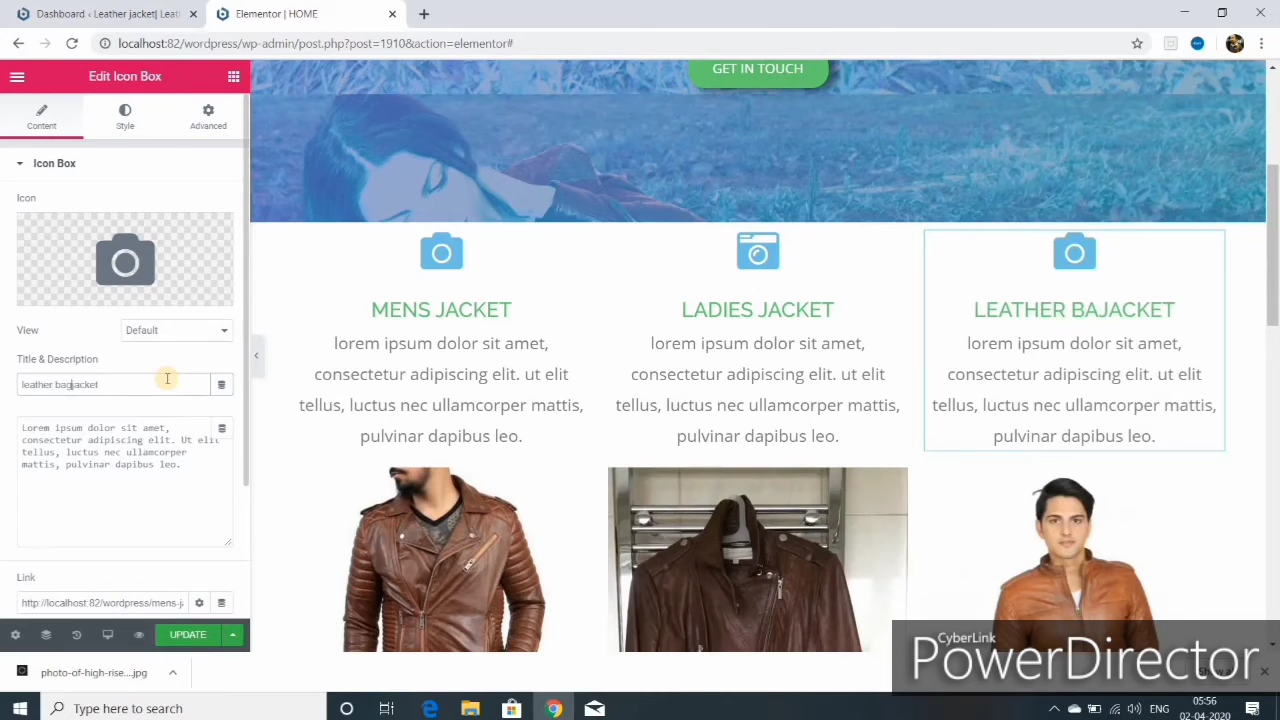 Dashboard ‹ Leather jacket| Leat
Elementor | HOME
localhost:82/wordpress/wp-admin/post.php?post=1910&action=elementor#
Edit Icon Box
Content
Style
Advanced
Icon Box
Icon
View
Default
Title & Description
leather bagjacket
Lorem ipsum dolor sit amet,
consectetur adipiscing elit. Ut elit
tellus, luctus nec ullamcorper
mattis, pulvinar dapibus leo.
Link
http://localhost:82/wordpress/mens-j
UPDATE
GET IN TOUCH
MENS JACKET
lorem ipsum dolor sit amet,
consectetur adipiscing elit. ut elit
tellus, luctus nec ullamcorper mattis,
pulvinar dapibus leo.
LADIES JACKET
lorem ipsum dolor sit amet,
consectetur adipiscing elit. ut elit
tellus, luctus nec ullamcorper mattis,
pulvinar dapibus leo.
LEATHER BAJACKET
lorem ipsum dolor sit amet,
consectetur adipiscing elit. ut elit
tellus, luctus nec ullamcorper mattis,
pulvinar dapibus leo.
CyberLink
PowerDirector
photo-of-high-rise....jpg
Type here to search
ENG
05:56
02-04-2020